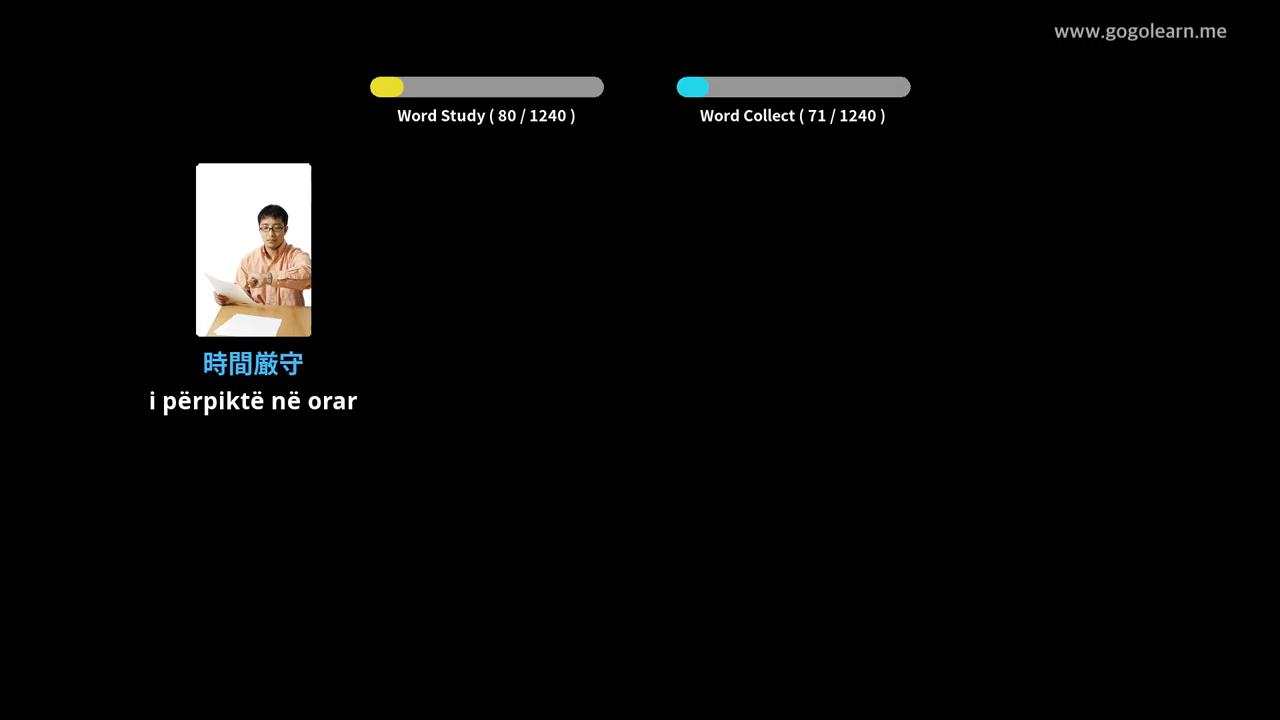 www.gogolearn.me
Word Study ( 80 / 1240 )
Word Collect ( 71 / 1240 )
時間厳守
i përpiktë në orar